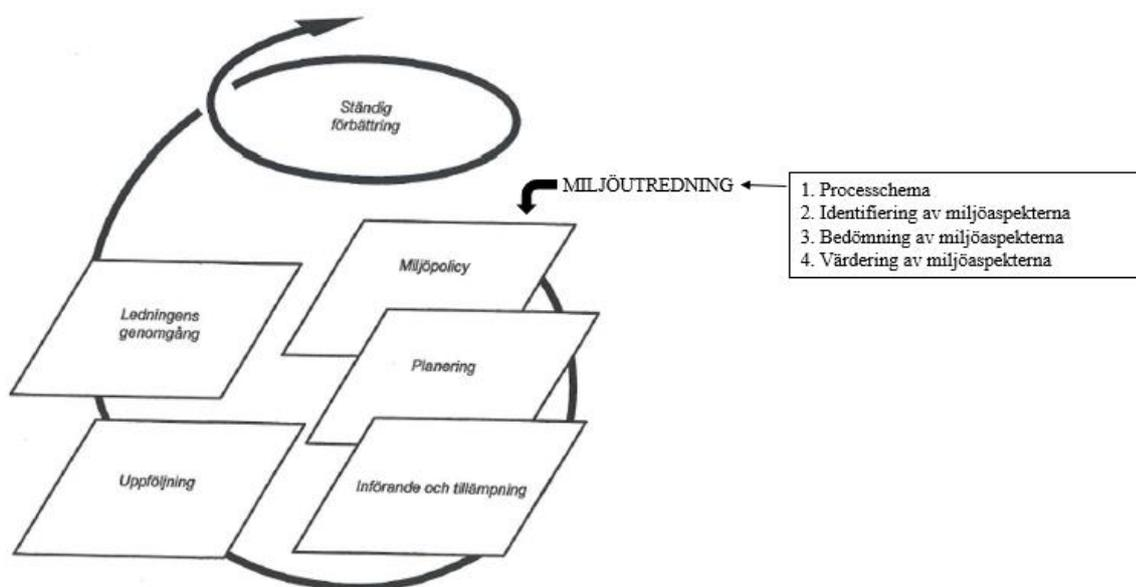 Ständig
förbättring
MILJÖUTREDNING
1. Processchema
2. Identifiering av miljöaspekterna
3. Bedömning av miljöaspekterna
4. Värdering av miljöaspekterna
Miljöpolicy
Ledningens
genomgång
Planering
Uppföljning
Införande och tillämpning